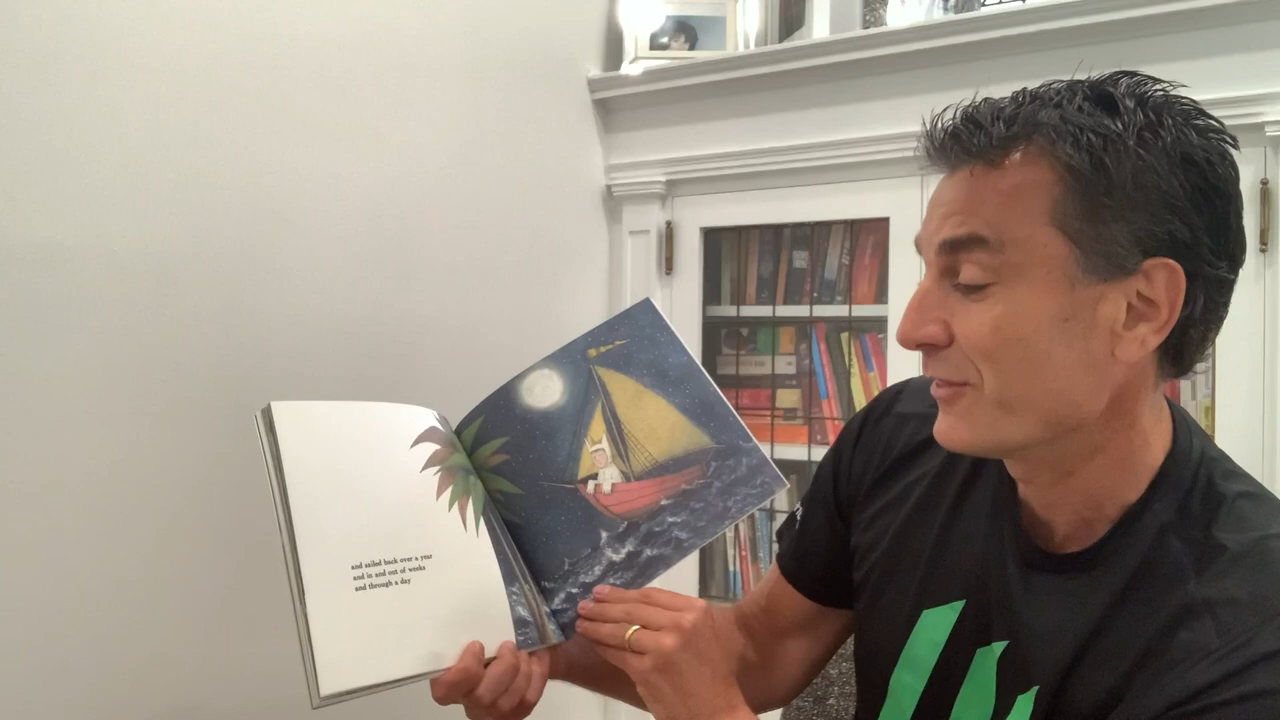 and sailed back over a year
and in and out of weeks
and through a day